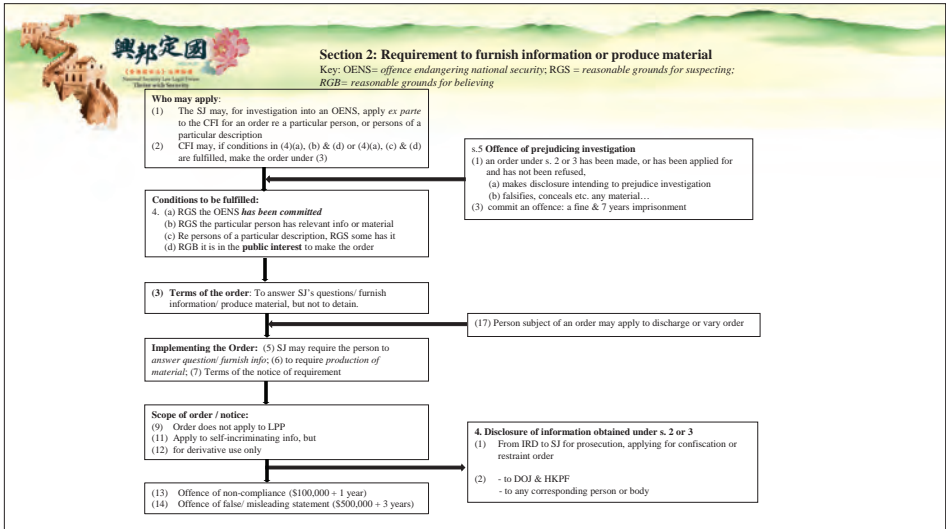 興邦定國
National Security Law Legal Forum
Thrive with Security
Section 2: Requirement to furnish information or produce material
Key: OENS= offence endangering national security; RGS = reasonable grounds for suspecting;
RGB= reasonable grounds for believing
Who may apply:
(1) The SJ may, for investigation into an OENS, apply ex parte
to the CFI for an order re a particular person, or persons of a
particular description
(2) CFI may, if conditions in (4)(a), (b) & (d) or (4)(a), (c) & (d)
are fulfilled, make the order under (3)
s.5 Offence of prejudicing investigation
(1) an order under s. 2 or 3 has been made, or has been applied for
and has not been refused,
(a) makes disclosure intending to prejudice investigation
(b) falsifies, conceals etc. any material…
(3) commit an offence: a fine & 7 years imprisonment
Conditions to be fulfilled:
4. (a) RGS the OENS has been committed
(b) RGS the particular person has relevant info or material
(c) Re persons of a particular description, RGS some has it
(d) RGB it is in the public interest to make the order
(3) Terms of the order: To answer SJ's questions/ furnish
information/ produce material, but not to detain.
(17) Person subject of an order may apply to discharge or vary order
Implementing the Order: (5) SJ may require the person to
answer question/ furnish info; (6) to require production of
material; (7) Terms of the notice of requirement
Scope of order / notice:
(9) Order does not apply to LPP
(11) Apply to self-incriminating info, but
(12) for derivative use only
4. Disclosure of information obtained under s. 2 or 3
(1) From IRD to SJ for prosecution, applying for confiscation or
restraint order
(2) - to DOJ & HKPF
- to any corresponding person or body
(13) Offence of non-compliance ($100,000 + 1 year)
(14) Offence of false/ misleading statement ($500,000 + 3 years)